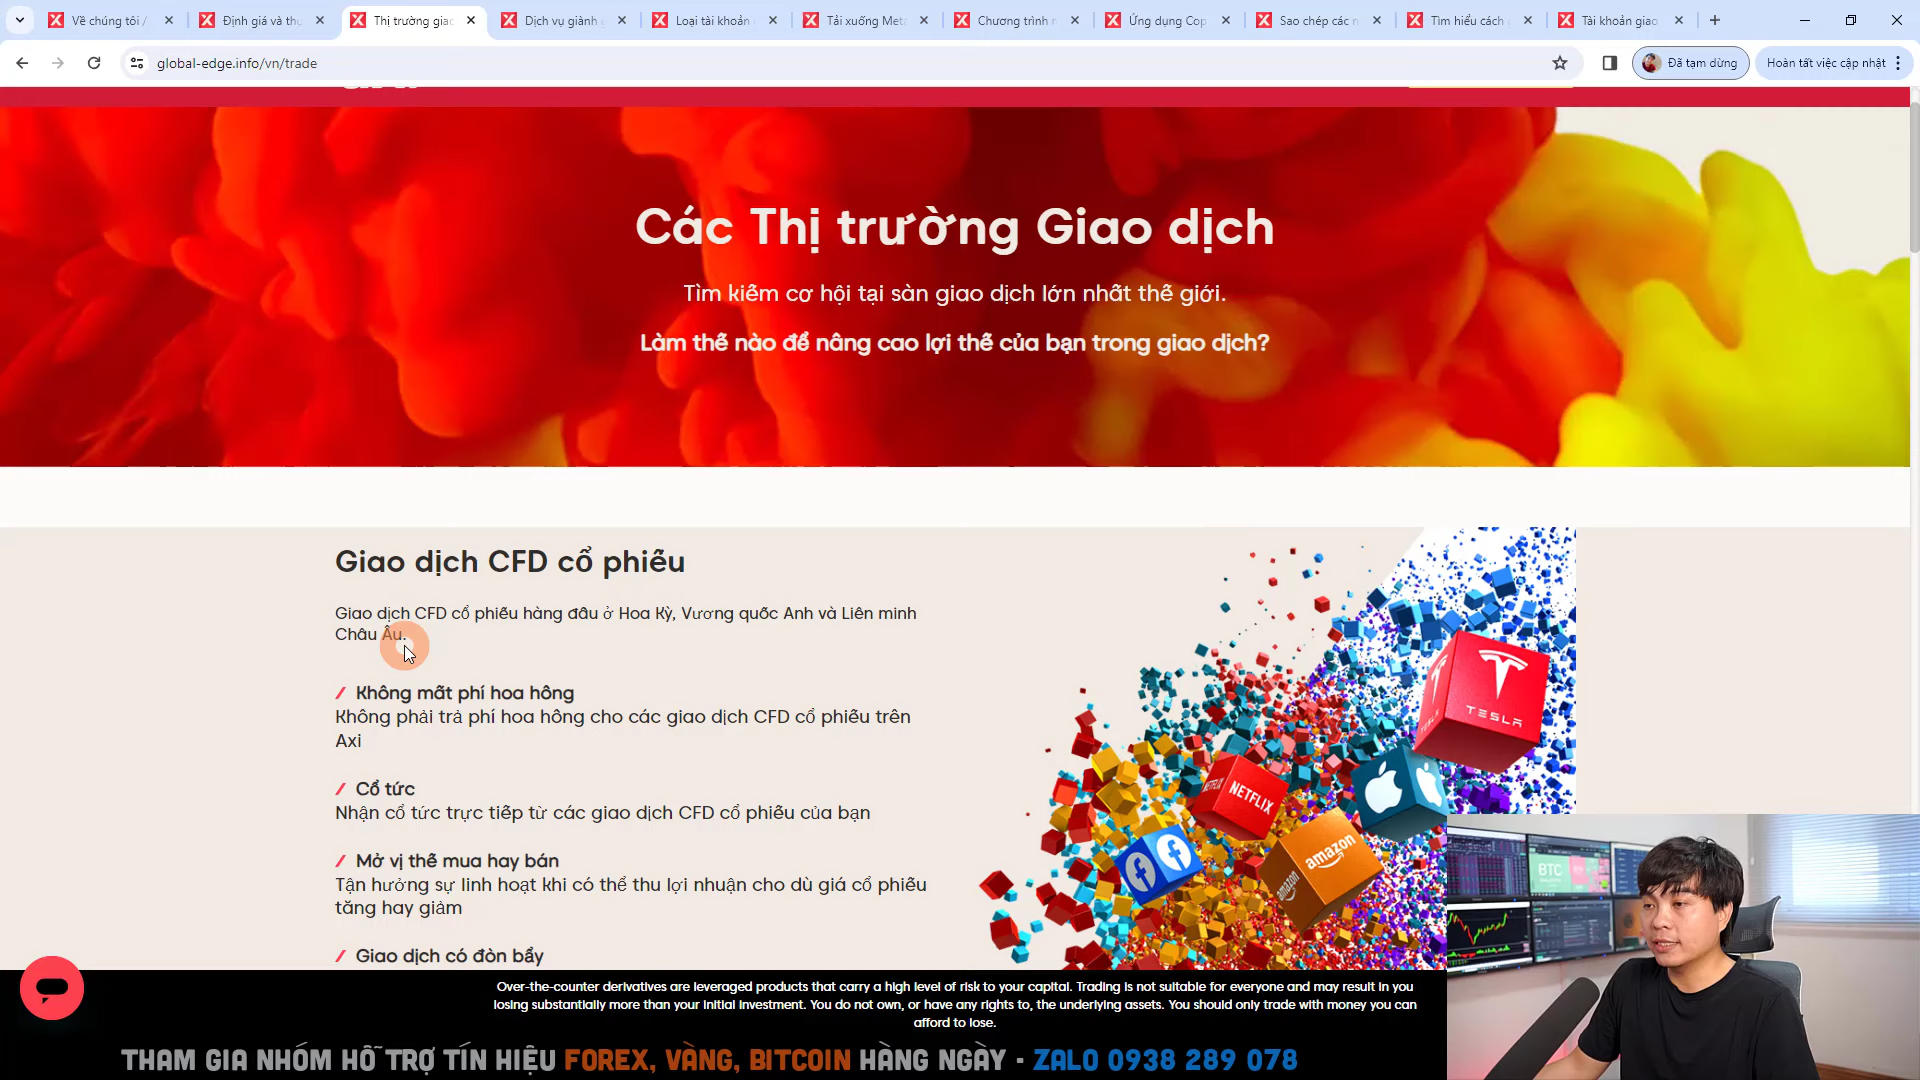 Về chúng tôi /
Định giá và thụ
Thị trường giao
Dịch vụ giành
Loại tài khoản
Tải xuống Meta
Chương trình
Ứng dụng Cop
Sao chép các n
Tìm hiểu cách
Tài khoản giao
global-edge.info/vn/trade
Đã tạm dừng
Hoàn tất việc cập nhật
Các Thị trường Giao dịch
Tìm kiếm cơ hội tại sàn giao dịch lớn nhất thế giới.
Làm thế nào để nâng cao lợi thế của bạn trong giao dịch?
Giao dịch CFD cổ phiếu
Giao dịch CFD cổ phiếu hàng đầu ở Hoa Kỳ, Vương quốc Anh và Liên minh
Châu Âu.
/ Không mất phí hoa hồng
Không phải trả phí hoa hồng cho các giao dịch CFD cổ phiếu trên
Axi
/ Cổ tức
Nhận cổ tức trực tiếp từ các giao dịch CFD cổ phiếu của bạn
/ Mở vị thế mua hay bán
Tận hưởng sự linh hoạt khi có thể thu lợi nhuận cho dù giá cổ phiếu
tăng hay giảm
/ Giao dịch có đòn bẩy
TESLA
NETFLIX
amazon
amazon
BTC
Over-the-counter derivatives are leveraged products that carry a high level of risk to your capital. Trading is not suitable for everyone and may result in you
losing substantially more than your initial investment. You do not own, or have any rights to, the underlying assets. You should only trade with money you can
afford to lose.
THAM GIA NHÓM HỖ TRỢ TÍN HIỆU FOREX, VÀNG, BITCOIN HÀNG NGÀY - ZALO 0938 289 078